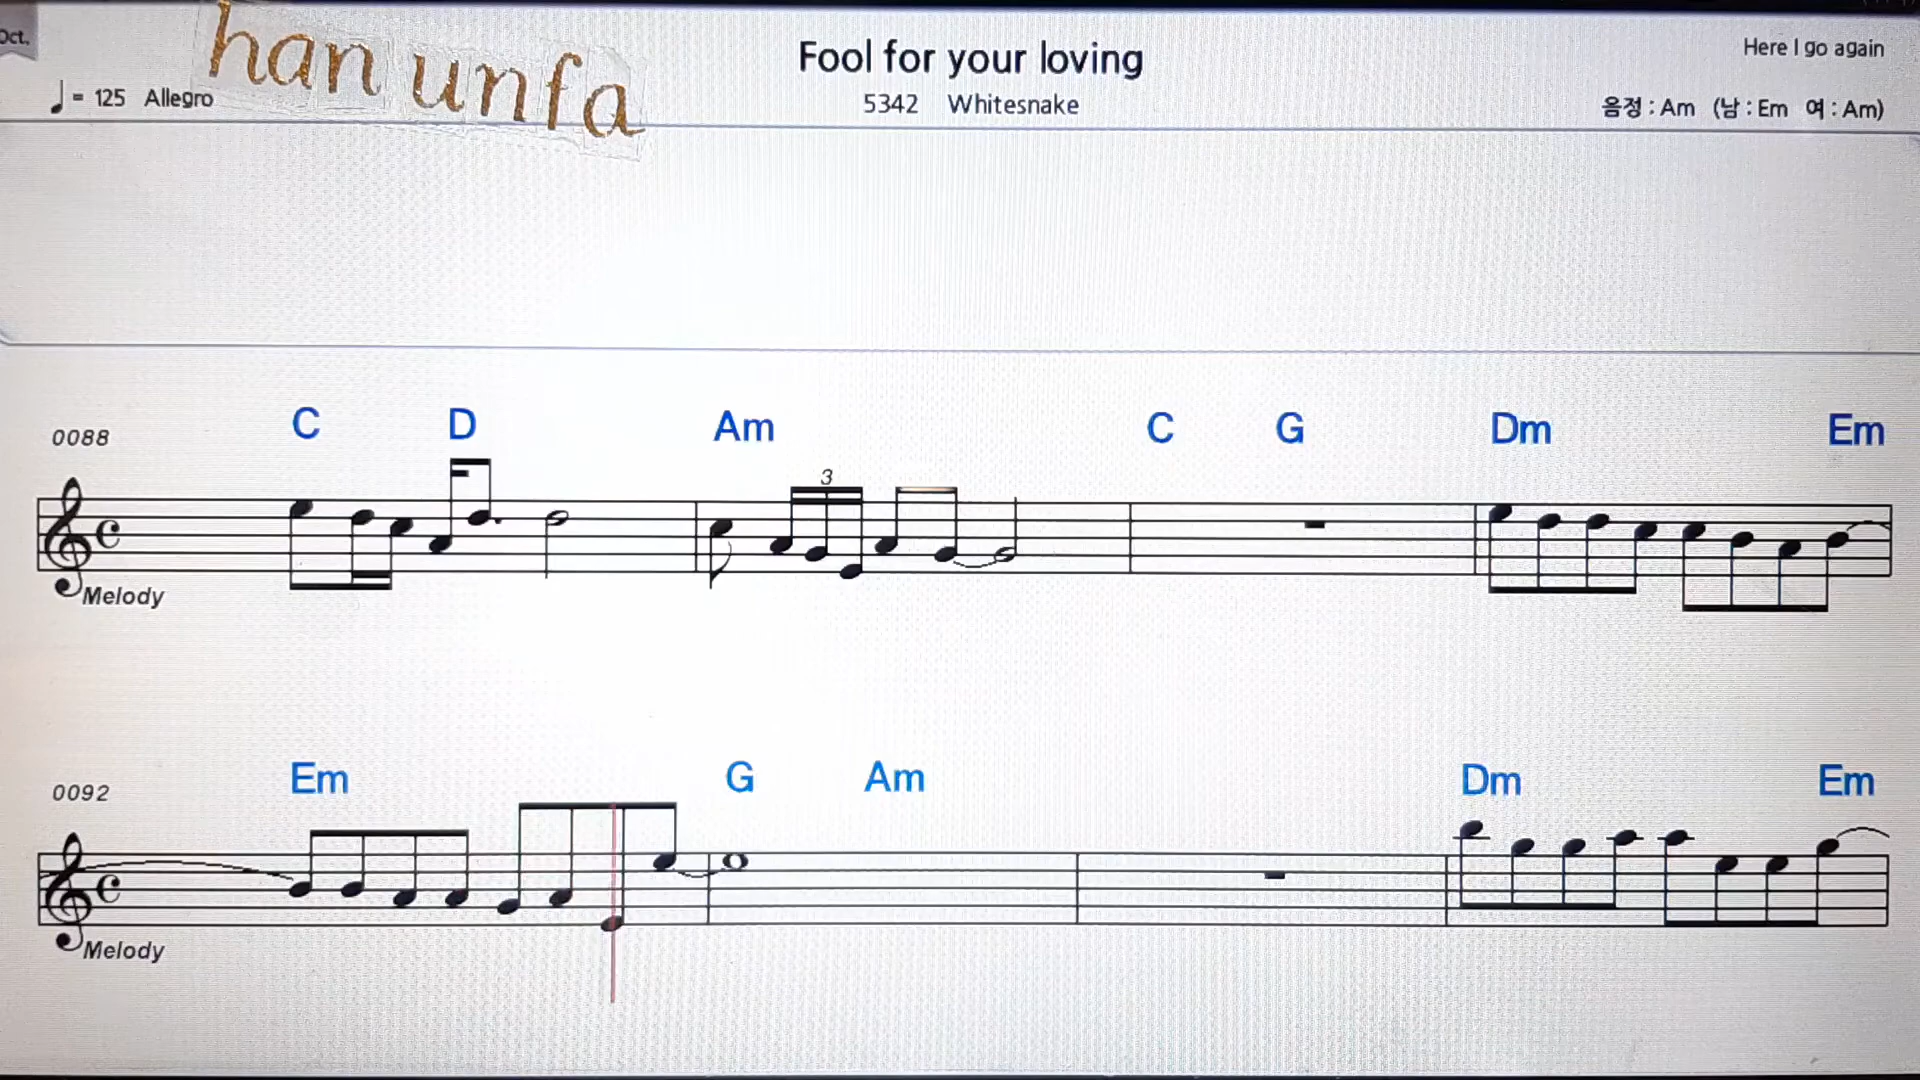 Oct.
han unfa
Fool for your loving
Here I go again
♩= 125 Allegro
5342 Whitesnake
음정 : Am (남 : Em 여 : Am)
C D Am C G Dm Em
0088
3
Melody
Em G Am Dm Em
0092
Melody